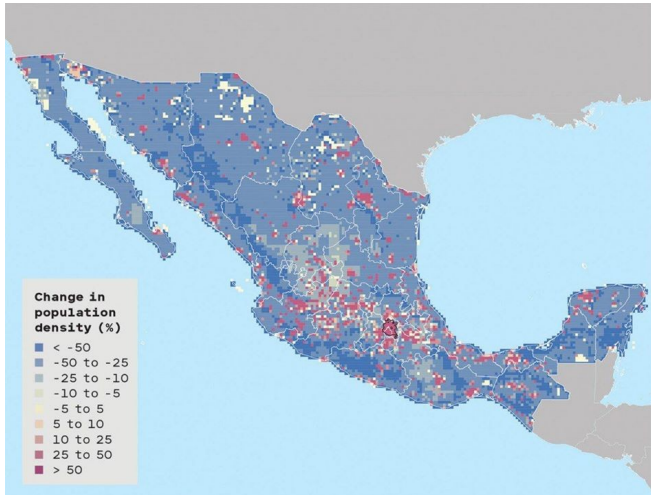 Change in
population
density (%)
< -50
-50 to -25
-25 to -10
-10 to -5
-5 to 5
5 to 10
10 to 25
25 to 50
> 50